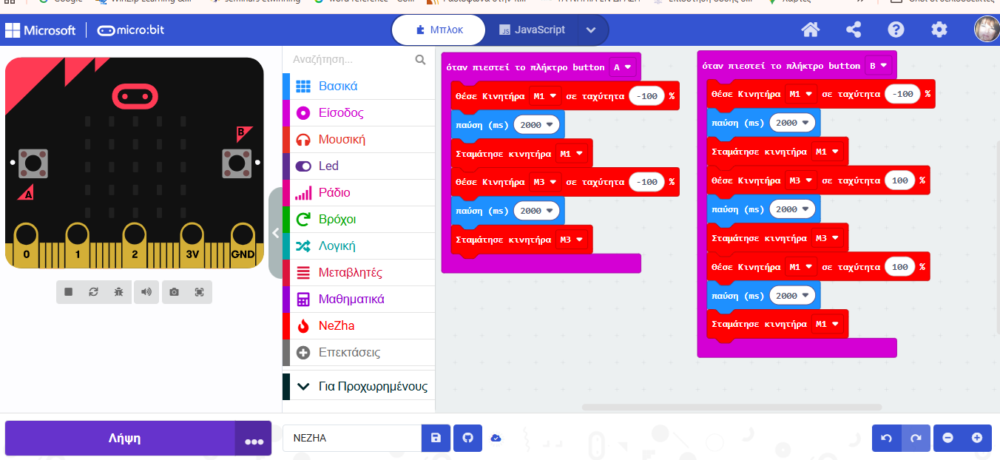 Microsoft
micro:bit
Μπλοκ
JavaScript
Αναζήτηση...
Βασικά
Είσοδος
Μουσική
Led
Ράδιο
Βρόχοι
Λογική
Μεταβλητές
Μαθηματικά
NeZha
Επεκτάσεις
Για Προχωρημένους
B
A
0 1 2 3V GND
όταν πιεστεί το πλήκτρο button A
Θέσε Κινητήρα M1 σε ταχύτητα -100 %
παύση (ms) 2000
Σταμάτησε κινητήρα M1
Θέσε Κινητήρα M3 σε ταχύτητα -100 %
παύση (ms) 2000
Σταμάτησε κινητήρα M3
όταν πιεστεί το πλήκτρο button B
Θέσε Κινητήρα M1 σε ταχύτητα -100 %
παύση (ms) 2000
Σταμάτησε κινητήρα M1
Θέσε Κινητήρα M3 σε ταχύτητα 100 %
παύση (ms) 2000
Σταμάτησε κινητήρα M3
Θέσε Κινητήρα M1 σε ταχύτητα 100 %
παύση (ms) 2000
Σταμάτησε κινητήρα M1
Λήψη
NEZHA